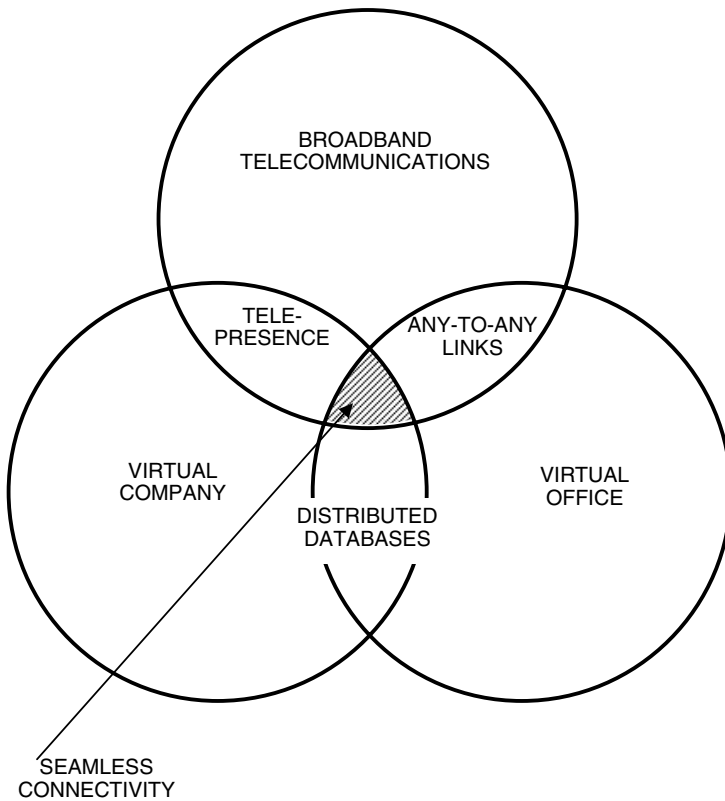 BROADBAND
TELECOMMUNICATIONS
TELE-
PRESENCE
ANY-TO-ANY
LINKS
VIRTUAL
COMPANY
VIRTUAL
OFFICE
DISTRIBUTED
DATABASES
SEAMLESS
CONNECTIVITY